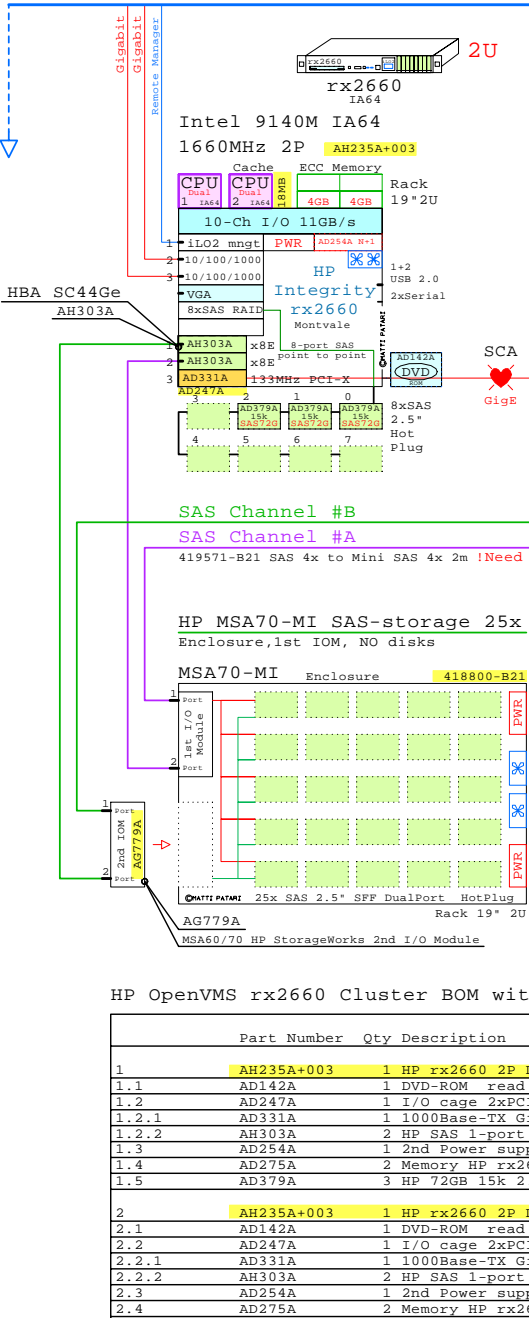 Gigabit
Gigabit
Remote Manager
rx2660
2U
rx2660
IA64
Intel 9140M IA64
1660MHz 2P
AH235A+003
Cache
ECC Memory
CPU
Dual
1 IA64
CPU
Dual
2 IA64
18MB
4GB
4GB
Rack
19"2U
10-Ch I/O 11GB/s
1 iLO2 mngt
PWR
AD254A N+1
2 10/100/1000
3 10/100/1000
VGA
8xSAS RAID
HP
Integrity
rx2660
Montvale
1+2
USB 2.0
2xSerial
©MATTI PATARI
HBA SC44Ge
AH303A
1 AH303A x8E
2 AH303A x8E
3 AD331A 133MHz PCI-X
AD247A
8-port SAS
point to point
AD142A
DVD
ROM
SCA
GigE
3
2
1
0
AD379A
15k
SAS72G
AD379A
15k
SAS72G
AD379A
15k
SAS72G
4
5
6
7
8xSAS
2.5"
Hot
Plug
SAS Channel #B
SAS Channel #A
419571-B21 SAS 4x to Mini SAS 4x 2m !Need
HP MSA70-MI SAS-storage 25x
Enclosure,1st IOM, NO disks
MSA70-MI
Enclosure
418800-B21
1 Port
1st I/O
Module
2 Port
PWR
PWR
1 Port
2nd IOM
AG779A
2 Port
©MATTI PATARI
25x SAS 2.5" SFF DualPort HotPlug
Rack 19" 2U
AG779A
MSA60/70 HP StorageWorks 2nd I/O Module
HP OpenVMS rx2660 Cluster BOM wit
Part Number Qty Description
1 AH235A+003 1 HP rx2660 2P
1.1 AD142A 1 DVD-ROM read
1.2 AD247A 1 I/O cage 2xPCI
1.2.1 AD331A 1 1000Base-TX Gi
1.2.2 AH303A 2 HP SAS 1-port
1.3 AD254A 1 2nd Power supp
1.4 AD275A 2 Memory HP rx26
1.5 AD379A 3 HP 72GB 15k 2
2 AH235A+003 1 HP rx2660 2P
2.1 AD142A 1 DVD-ROM read
2.2 AD247A 1 I/O cage 2xPCI
2.2.1 AD331A 1 1000Base-TX Gi
2.2.2 AH303A 2 HP SAS 1-port
2.3 AD254A 1 2nd Power supp
2.4 AD275A 2 Memory HP rx26